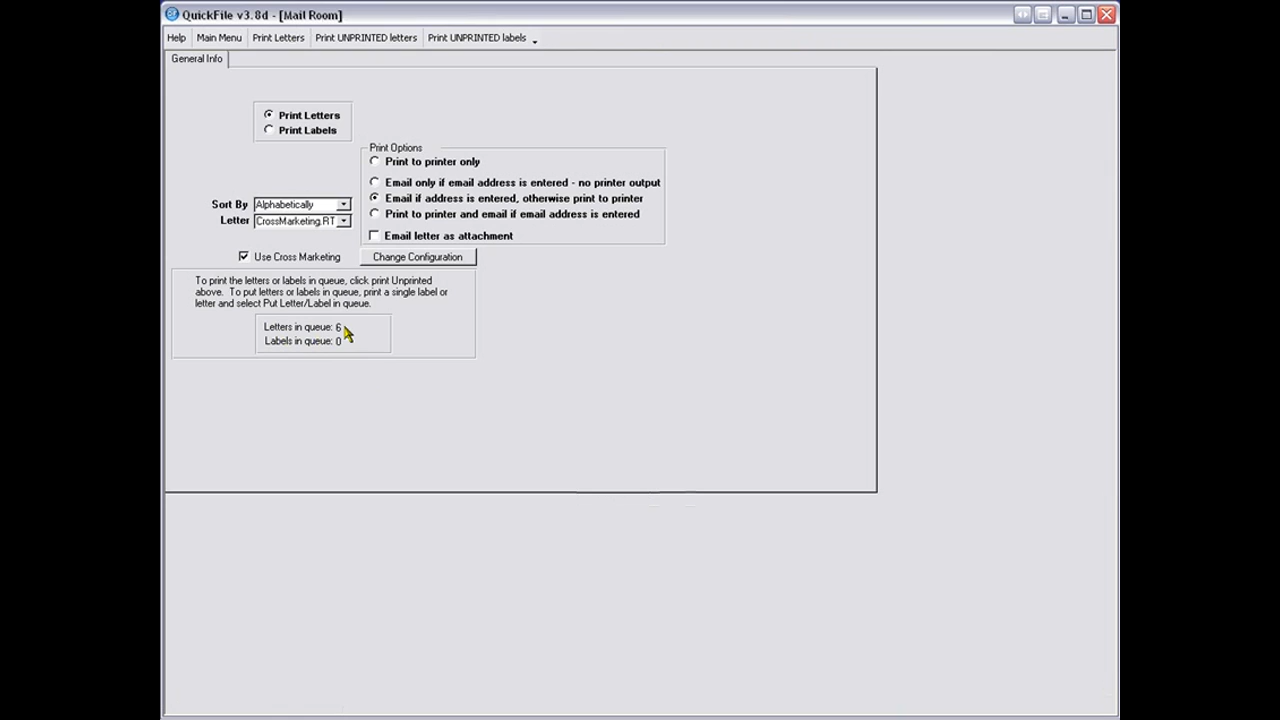 QuickFile v3.8d - [Mail Room]
Help Main Menu Print Letters Print UNPRINTED letters Print UNPRINTED labels
General Info
Print Letters
Print Labels
Print Options
Print to printer only
Email only if email address is entered - no printer output
Email if address is entered, otherwise print to printer
Print to printer and email if email address is entered
Email letter as attachment
Sort By Alphabetically
Letter CrossMarketing.RT
Use Cross Marketing
Change Configuration
To print the letters or labels in queue, click print Unprinted
above. To put letters or labels in queue, print a single label or
letter and select Put Letter/Label in queue.
Letters in queue: 6
Labels in queue: 0